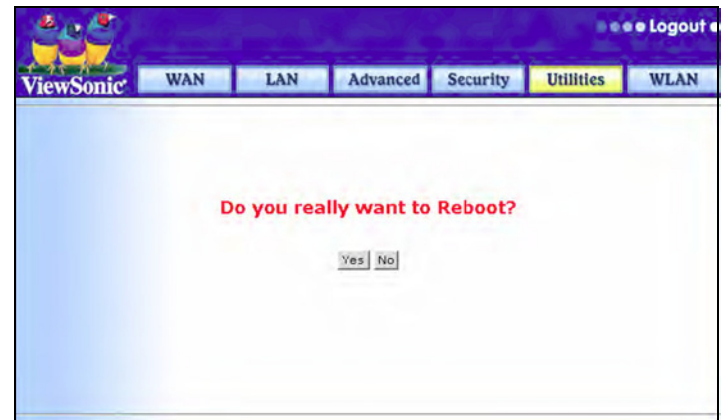 Logout
ViewSonic®
WAN LAN Advanced Security Utilities WLAN
Do you really want to Reboot?
Yes No